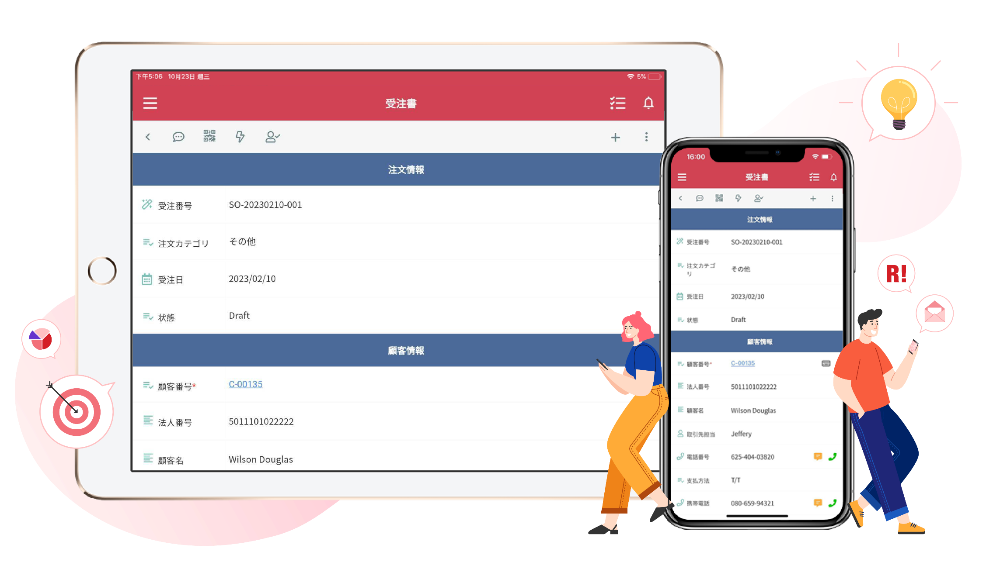 下午5:06 10月23日 週三
5%
受注書
注文情報
受注番号 SO-20230210-001
注文カテゴリ その他
受注日 2023/02/10
状態 Draft
顧客情報
顧客番号* C-00135
法人番号 5011101022222
顧客名 Wilson Douglas
16:00
受注書
注文情報
受注番号 SO-20230210-001
注文カテゴ
リ
その他
受注日 2023/02/10
状態 Draft
顧客情報
顧客番号* C-00135
法人番号 5011101022222
顧客名 Wilson Douglas
取引先担当 Jeffery
電話番号 625-404-03820
支払方法 T/T
携帯電話 080-659-94321
R!